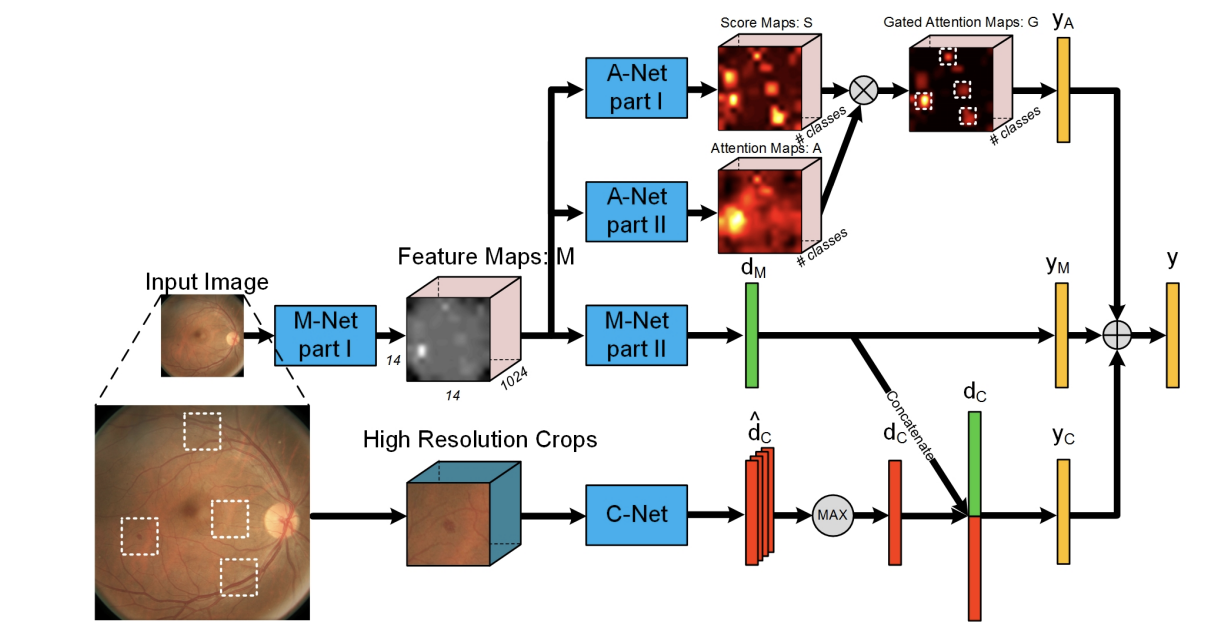 Score Maps: S
Gated Attention Maps: G
y_A
A-Net
part I
# classes
# classes
Attention Maps: A
A-Net
part II
# classes
Feature Maps: M
d_M
y_M
y
Input Image
M-Net
part I
M-Net
part II
14
14
1024
Concatenate
d_C
High Resolution Crops
d̂_C
d_C
y_C
C-Net
MAX